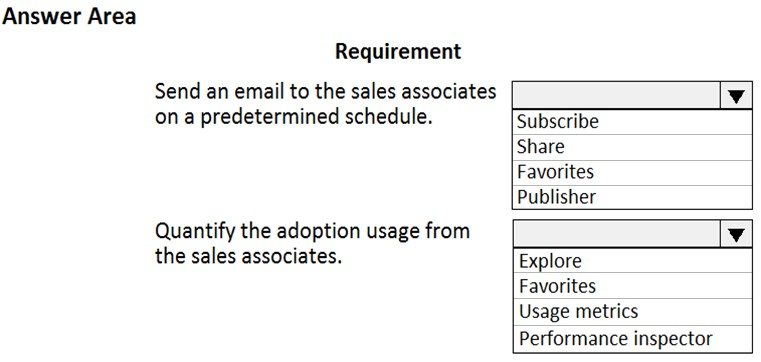 Answer Area
Requirement
Send an email to the sales associates
on a predetermined schedule.
Subscribe
Share
Favorites
Publisher
Quantify the adoption usage from
the sales associates.
Explore
Favorites
Usage metrics
Performance inspector